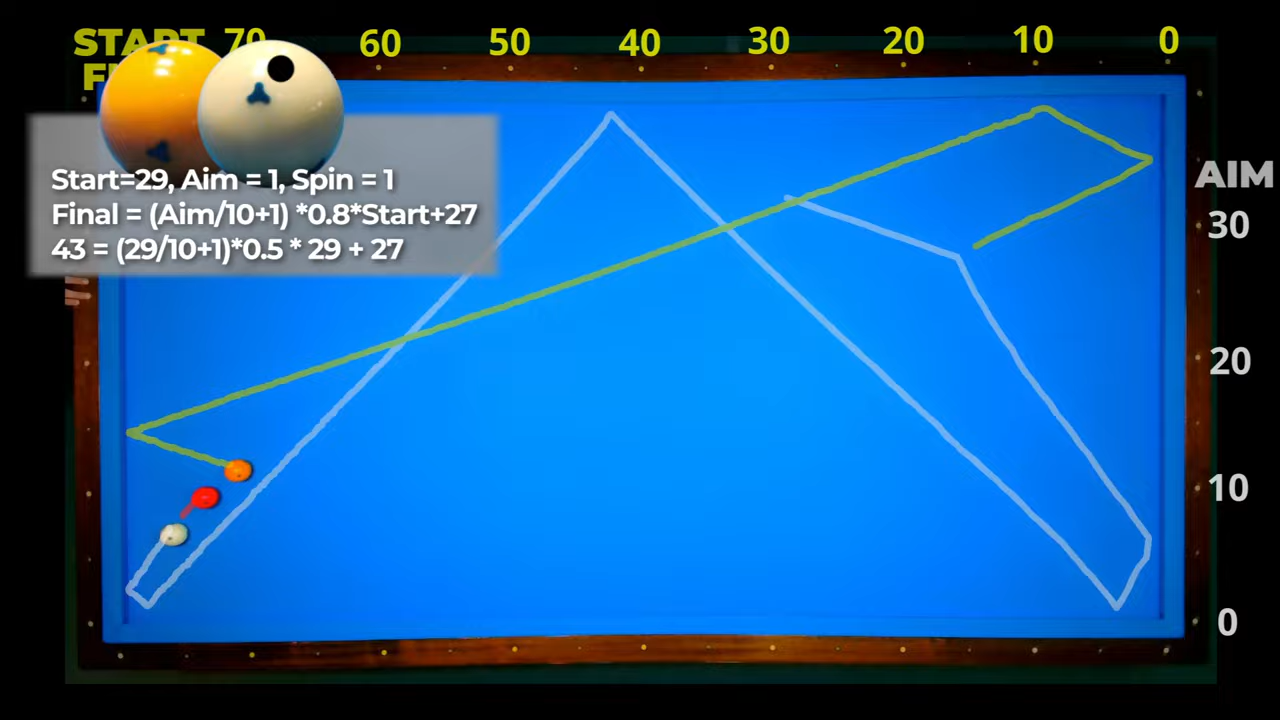 START 70 60 50 40 30 20 10 0
AIM
30
Start=29, Aim = 1, Spin = 1
Final = (Aim/10+1) *0.8*Start+27
43 = (29/10+1)*0.5 * 29 + 27
20
10
0